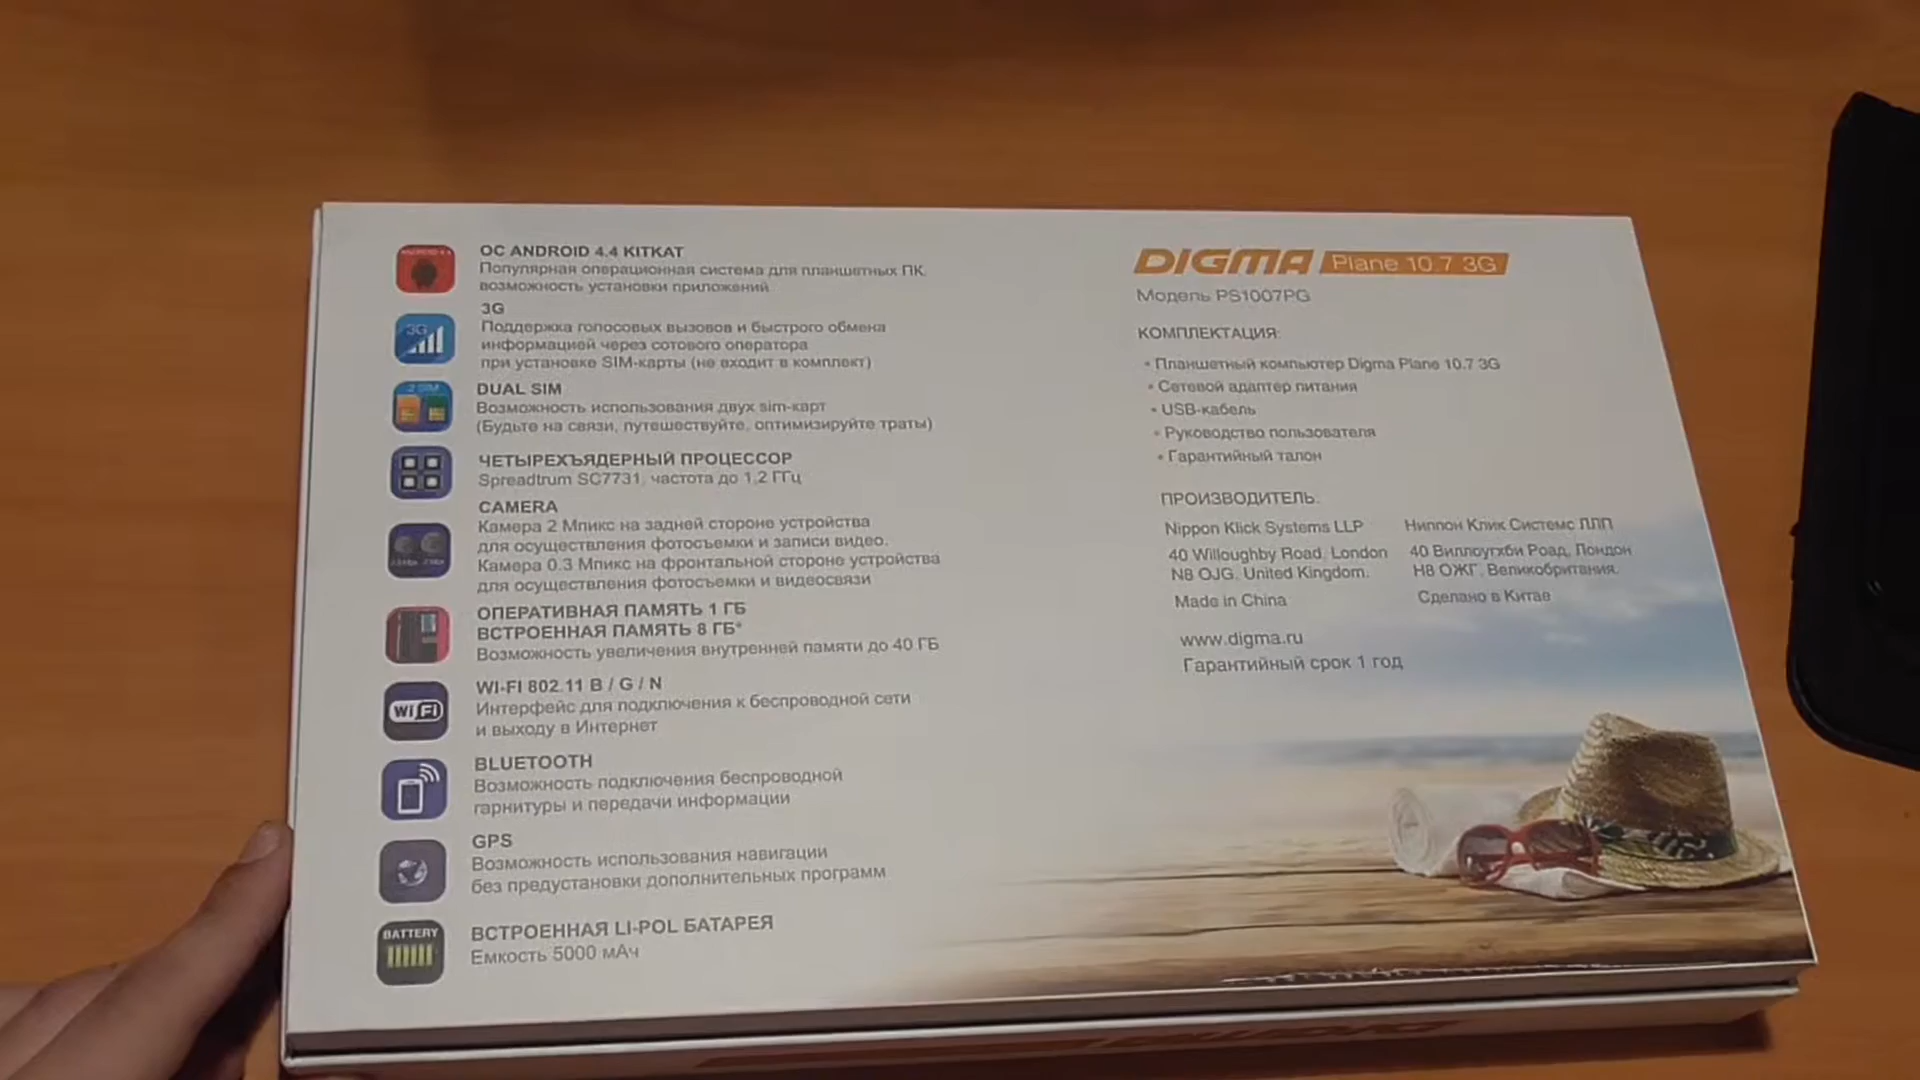 ОС ANDROID 4.4 KITKAT
Популярная операционная система для планшетных ПК,
возможность установки приложений
3G
3G
Поддержка голосовых вызовов и быстрого обмена
информацией через сотового оператора
при установке SIM-карты (не входит в комплект)
2 SIM
DUAL SIM
Возможность использования двух sim-карт
(Будьте на связи, путешествуйте, оптимизируйте траты)
ЧЕТЫРЕХЪЯДЕРНЫЙ ПРОЦЕССОР
Spreadtrum SC7731, частота до 1,2 ГГц
CAMERA
Камера 2 Мпикс на задней стороне устройства
для осуществления фотосъемки и записи видео.
Камера 0.3 Мпикс на фронтальной стороне устройства
для осуществления фотосъемки и видеосвязи
ОПЕРАТИВНАЯ ПАМЯТЬ 1 ГБ
ВСТРОЕННАЯ ПАМЯТЬ 8 ГБ*
Возможность увеличения внутренней памяти до 40 ГБ
Wi Fi
WI-FI 802.11 B / G / N
Интерфейс для подключения к беспроводной сети
и выходу в Интернет
BLUETOOTH
Возможность подключения беспроводной
гарнитуры и передачи информации
GPS
Возможность использования навигации
без предустановки дополнительных программ
BATTERY
ВСТРОЕННАЯ LI-POL БАТАРЕЯ
Емкость 5000 мАч
DIGMA Plane 10.7 3G
Модель PS1007PG
КОМПЛЕКТАЦИЯ:
• Планшетный компьютер Digma Plane 10.7 3G
• Сетевой адаптер питания
• USB-кабель
• Руководство пользователя
• Гарантийный талон
ПРОИЗВОДИТЕЛЬ:
Nippon Klick Systems LLP
40 Willoughby Road, London
N8 OJG, United Kingdom.
Made in China
Ниппон Клик Системс ЛЛП
40 Виллоугхби Роад, Лондон
Н8 ОЖГ, Великобритания.
Сделано в Китае
www.digma.ru
Гарантийный срок 1 год